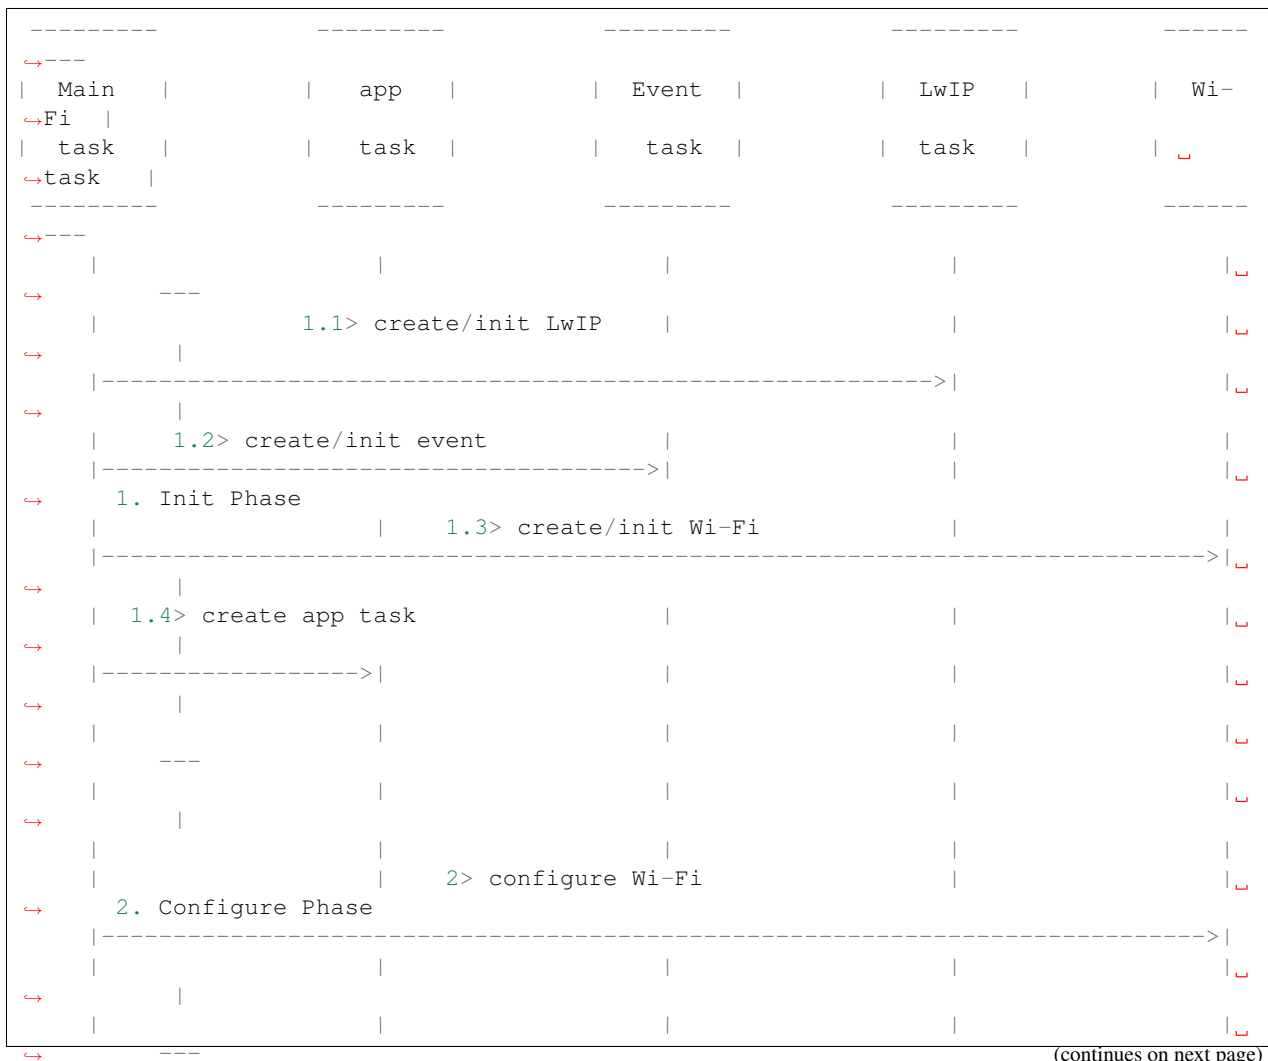 ---------           ---------           ---------           ---------          ------
↪---
|  Main   |         |   app   |         |  Event  |         |  LwIP   |        |  Wi-
↪Fi  |
|  task   |         |   task  |         |   task  |         |  task   |        | ␣
↪task   |
---------           ---------           ---------           ---------          ------
↪---
     |                   |                   |                   |                  |␣
↪        ---
     |              1.1> create/init LwIP    |                   |                  |␣
↪         |
     |---------------------------------------------------------->|                  |␣
↪         |
     |     1.2> create/init event            |                   |                  |
     |-------------------------------------->|                   |                  |␣
↪     1. Init Phase
     |                   |    1.3> create/init Wi-Fi             |                  |
     |----------------------------------------------------------------------------->|␣
↪         |
     |  1.4> create app task                 |                   |                  |␣
↪         |
     |------------------>|                   |                   |                  |␣
↪         |
     |                   |                   |                   |                  |␣
↪        ---
     |                   |                   |                   |                  |␣
↪         |
     |                   |                   |                   |                  |
     |                   |    2> configure Wi-Fi                 |                  |␣
↪     2. Configure Phase
     |----------------------------------------------------------------------------->|
     |                   |                   |                   |                  |␣
↪         |
     |                   |                   |                   |                  |␣
↪        ---
(continues on next page)